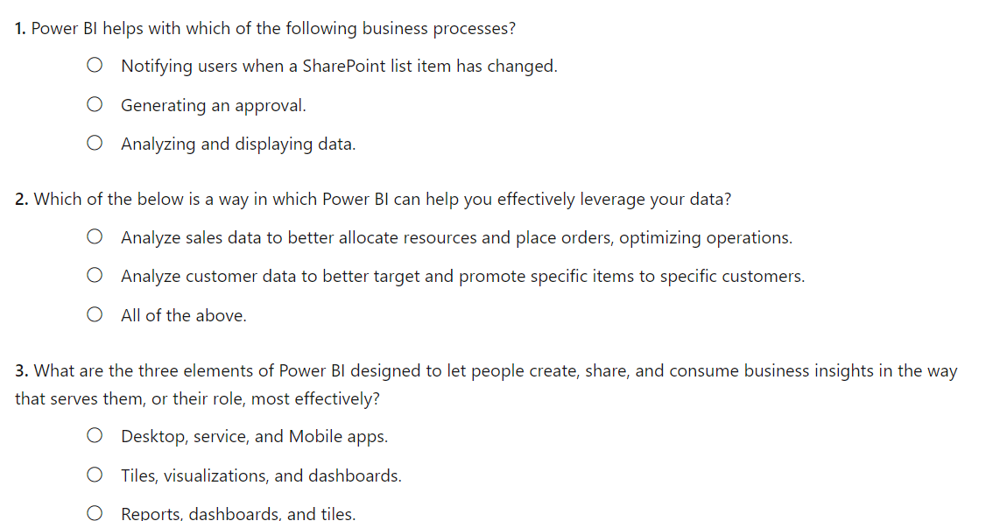 1. Power BI helps with which of the following business processes?
Notifying users when a SharePoint list item has changed.
Generating an approval.
Analyzing and displaying data.
2. Which of the below is a way in which Power BI can help you effectively leverage your data?
Analyze sales data to better allocate resources and place orders, optimizing operations.
Analyze customer data to better target and promote specific items to specific customers.
All of the above.
3. What are the three elements of Power BI designed to let people create, share, and consume business insights in the way
that serves them, or their role, most effectively?
Desktop, service, and Mobile apps.
Tiles, visualizations, and dashboards.
Reports, dashboards, and tiles.